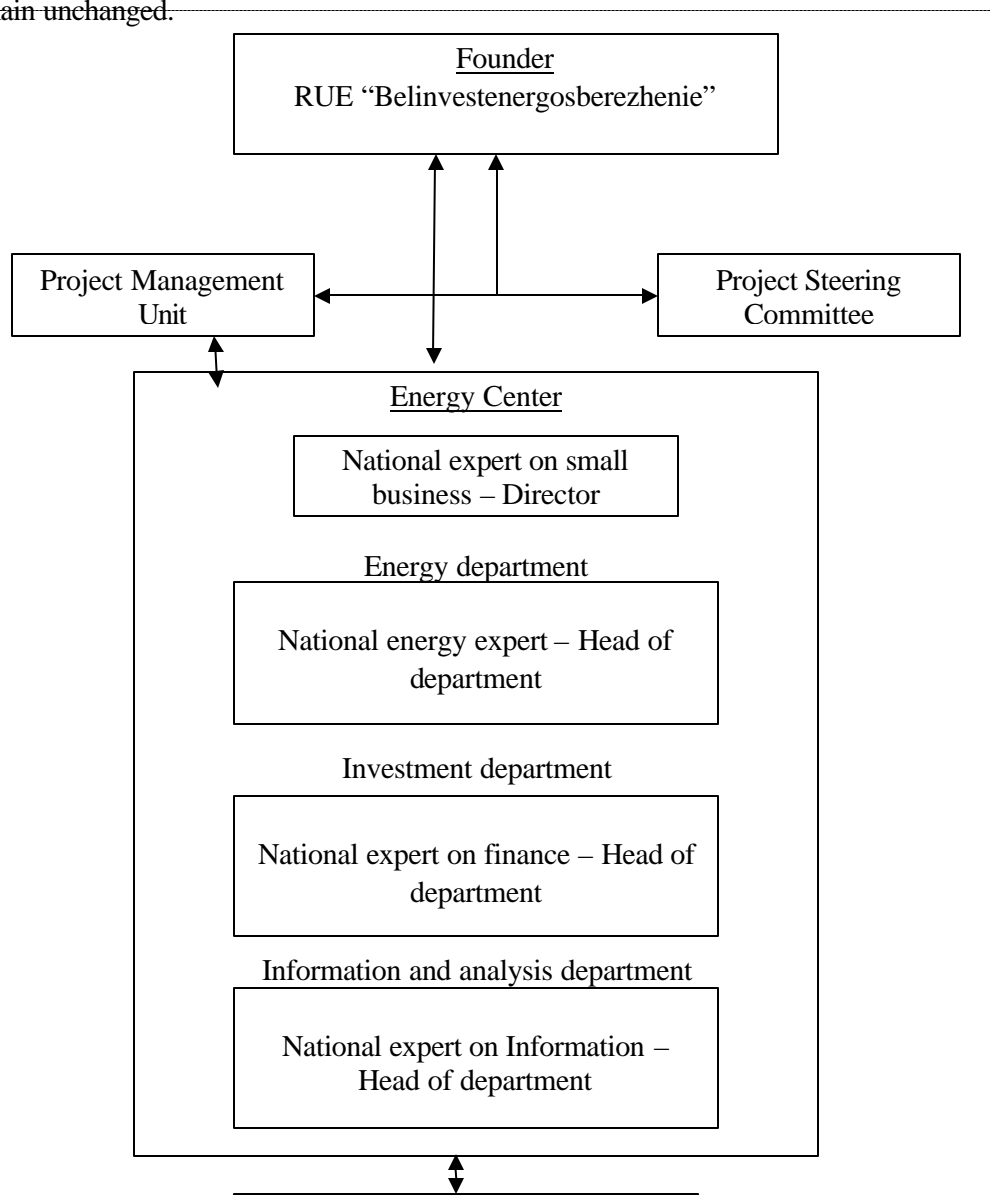 unchanged.
Founder
RUE “Belinvestenergosberezhenie”
Project Management
Unit
Project Steering
Committee
Energy Center
National expert on small
business – Director
Energy department
National energy expert – Head of
department
Investment department
National expert on finance – Head of
department
Information and analysis department
National expert on Information –
Head of department